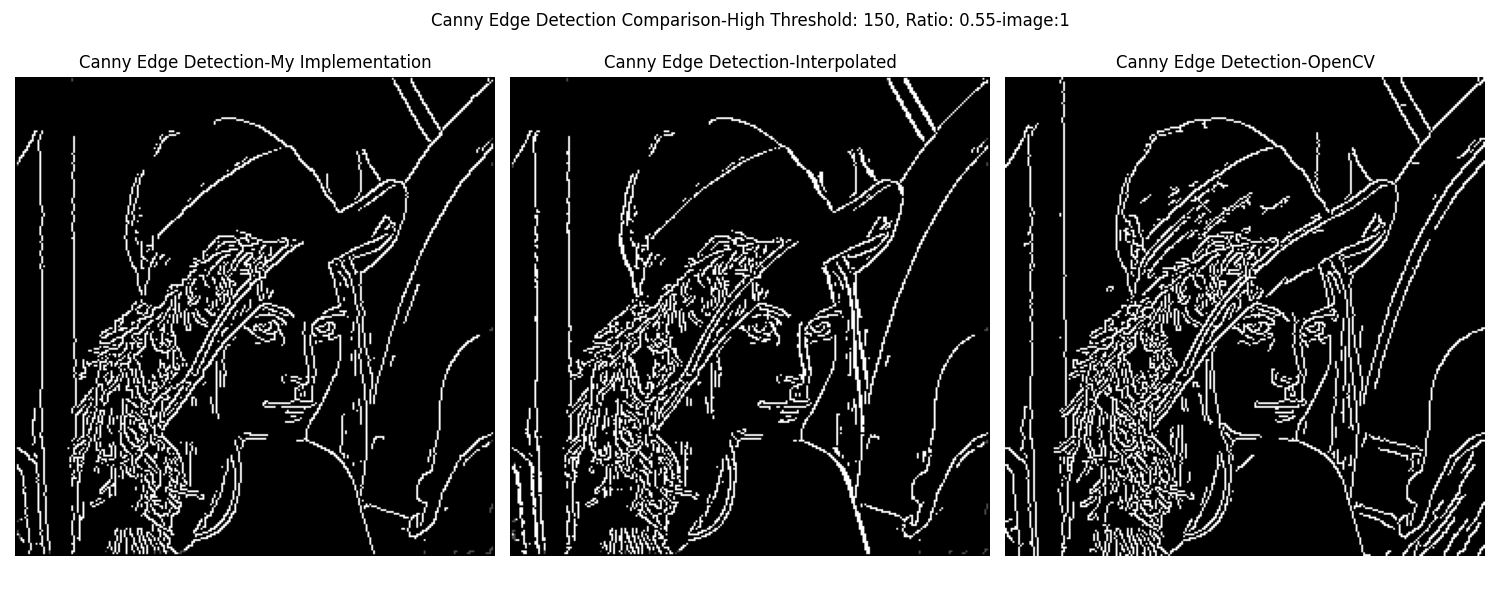 Canny Edge Detection Comparison-High Threshold: 150, Ratio: 0.55-image:1
Canny Edge Detection-My Implementation
Canny Edge Detection-Interpolated
Canny Edge Detection-OpenCV